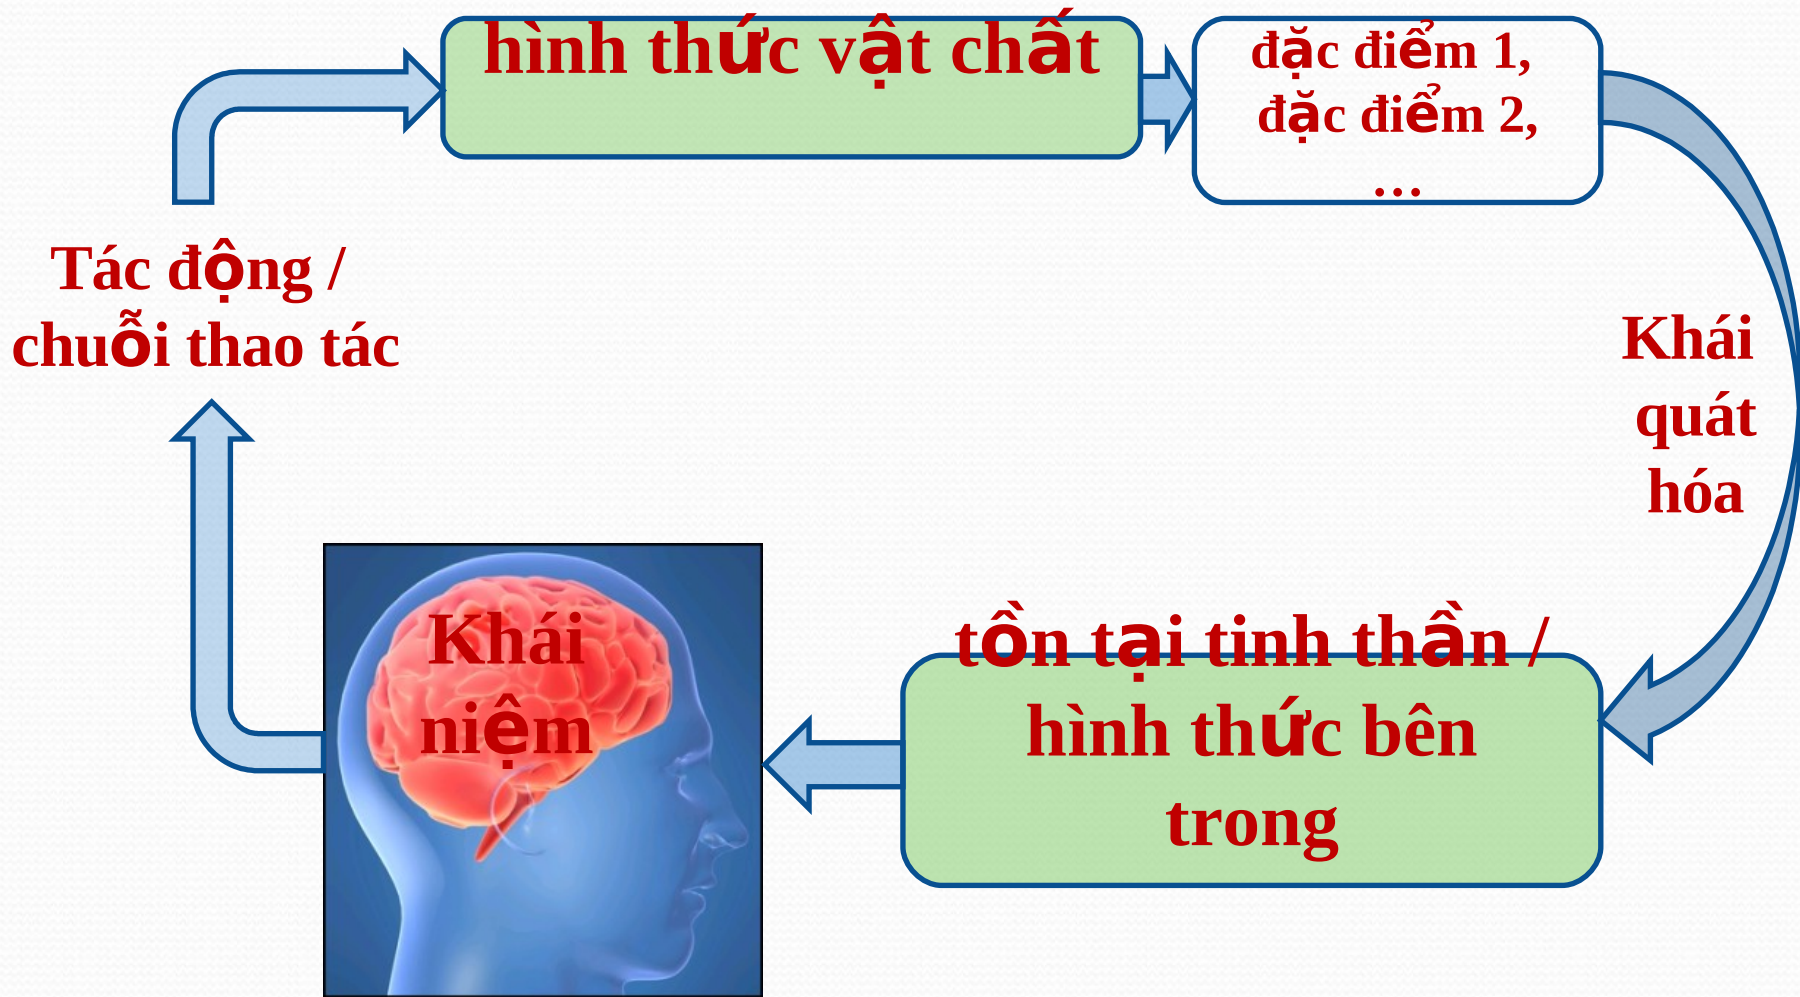 hình thức vật chất
đặc điểm 1,
đặc điểm 2,
…
Tác động /
chuỗi thao tác
Khái
quát
hóa
Khái
niệm
tồn tại tinh thần /
hình thức bên
trong